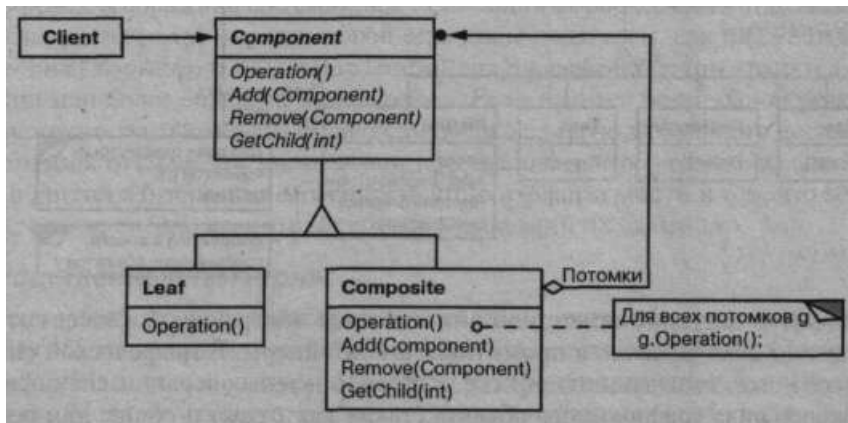 Client
Component
Operation()
Add(Component)
Remove(Component)
GetChild(int)
Leaf
Operation()
Composite
Operation()
Add(Component)
Remove(Component)
GetChild(int)
Потомки
Для всех потомков g
g.Operation();